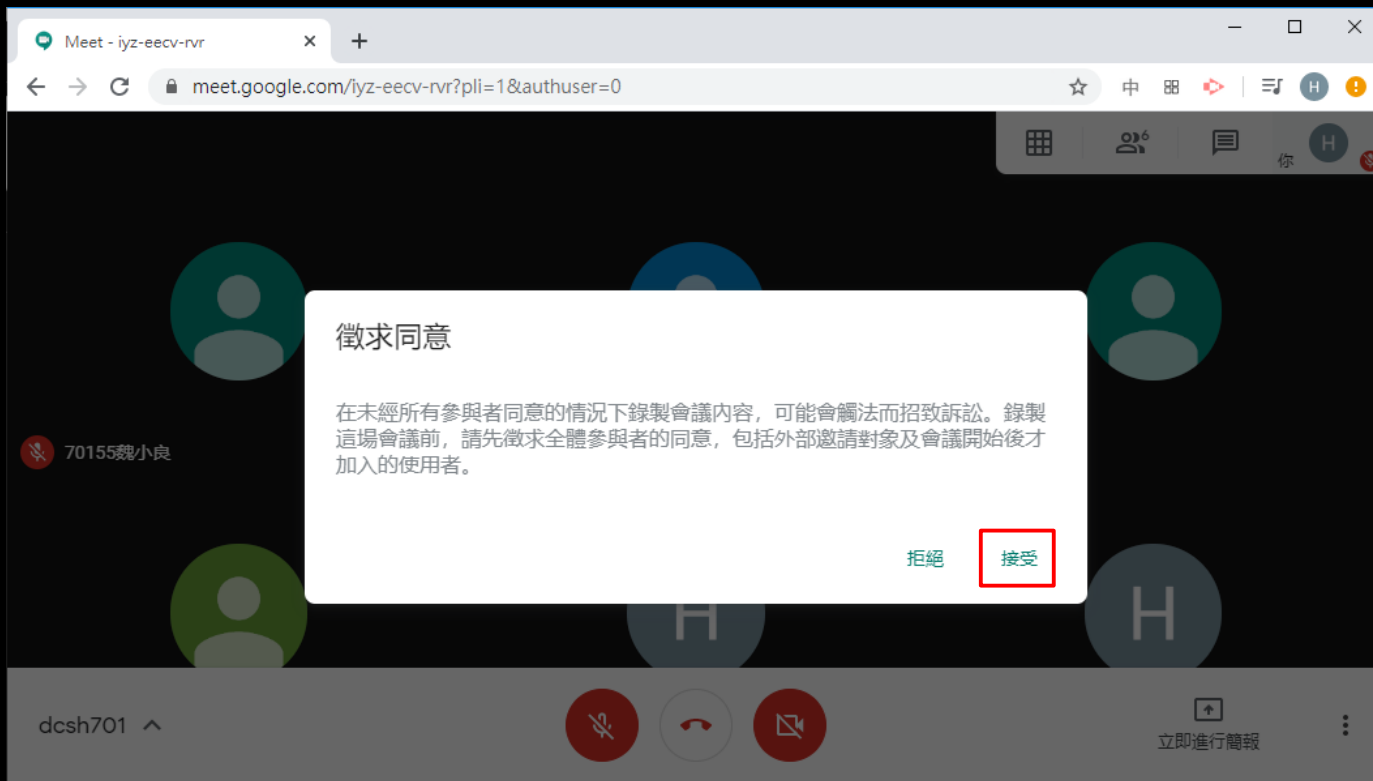 Meet - iyz-eecv-rvr
meet.google.com/iyz-eecv-rvr?pli=1&authuser=0
中
H
6
你
H
徵求同意
在未經所有參與者同意的情況下錄製會議內容，可能會觸法而招致訴訟。錄製
這場會議前，請先徵求全體參與者的同意，包括外部邀請對象及會議開始後才
加入的使用者。
70155魏小良
拒絕
接受
H
H
dcsh701
立即進行簡報